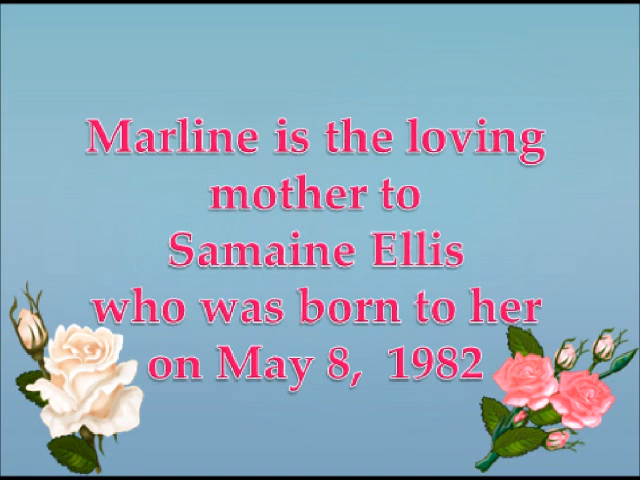 Marline is the loving
mother to
Samaine Ellis
who was born to her
on May 8,  1982